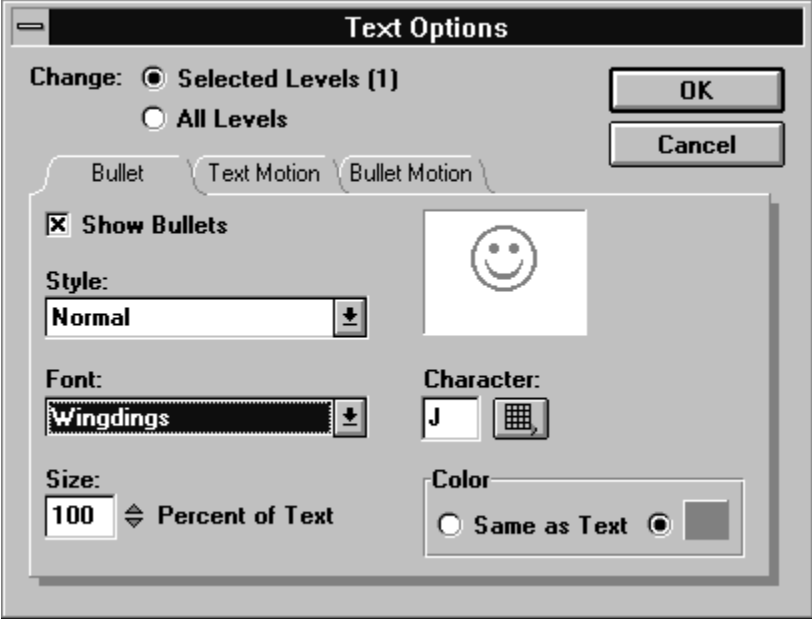 Text Options
Change: Selected Levels (1)
All Levels
OK
Cancel
Bullet Text Motion Bullet Motion
Show Bullets
Style:
Normal
Font:
Wingdings
Character:
J
Size:
100 Percent of Text
Color
Same as Text